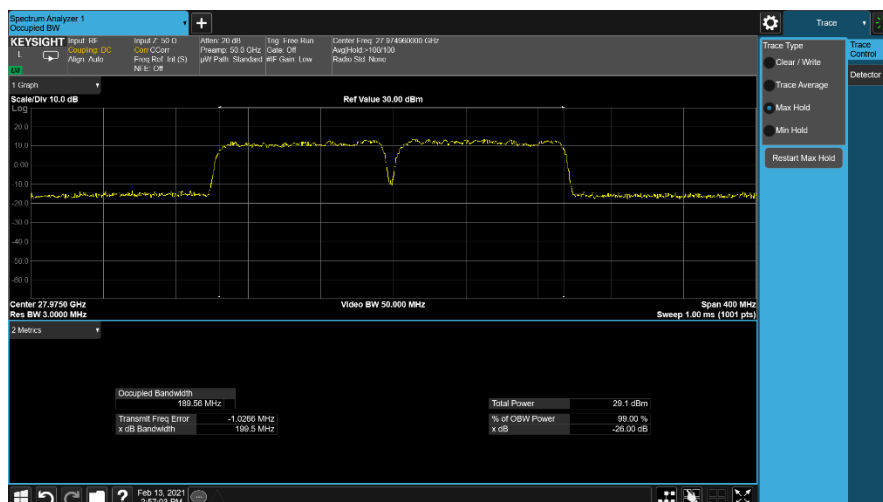 Spectrum Analyzer 1
Occupied BW
+
Trace
KEYSIGHT
L
Input: RF
Coupling: DC
Align: Auto
Input Z: 50 Ω
Corr CCorr
Freq Ref: Int (S)
NFE: Off
Atten: 20 dB
Preamp: 50.0 GHz
µW Path: Standard
Trig: Free Run
Gate: Off
#IF Gain: Low
Center Freq: 27.974960000 GHz
Avg|Hold:>100/100
Radio Std: None
Trace Type
Clear / Write
Trace Average
Max Hold
Min Hold
Restart Max Hold
Trace Control
Detector
1 Graph
Scale/Div 10.0 dB
Ref Value 30.00 dBm
Log
20.0
10.0
0.00
-10.0
-20.0
-30.0
-40.0
-50.0
-60.0
Center 27.9750 GHz
Res BW 3.0000 MHz
Video BW 50.000 MHz
Span 400 MHz
Sweep 1.00 ms (1001 pts)
2 Metrics
Occupied Bandwidth
189.56 MHz
Transmit Freq Error -1.0266 MHz
x dB Bandwidth 199.5 MHz
Total Power 29.1 dBm
% of OBW Power 99.00 %
x dB -26.00 dB
?
Feb 13, 2021
2:57:03 PM